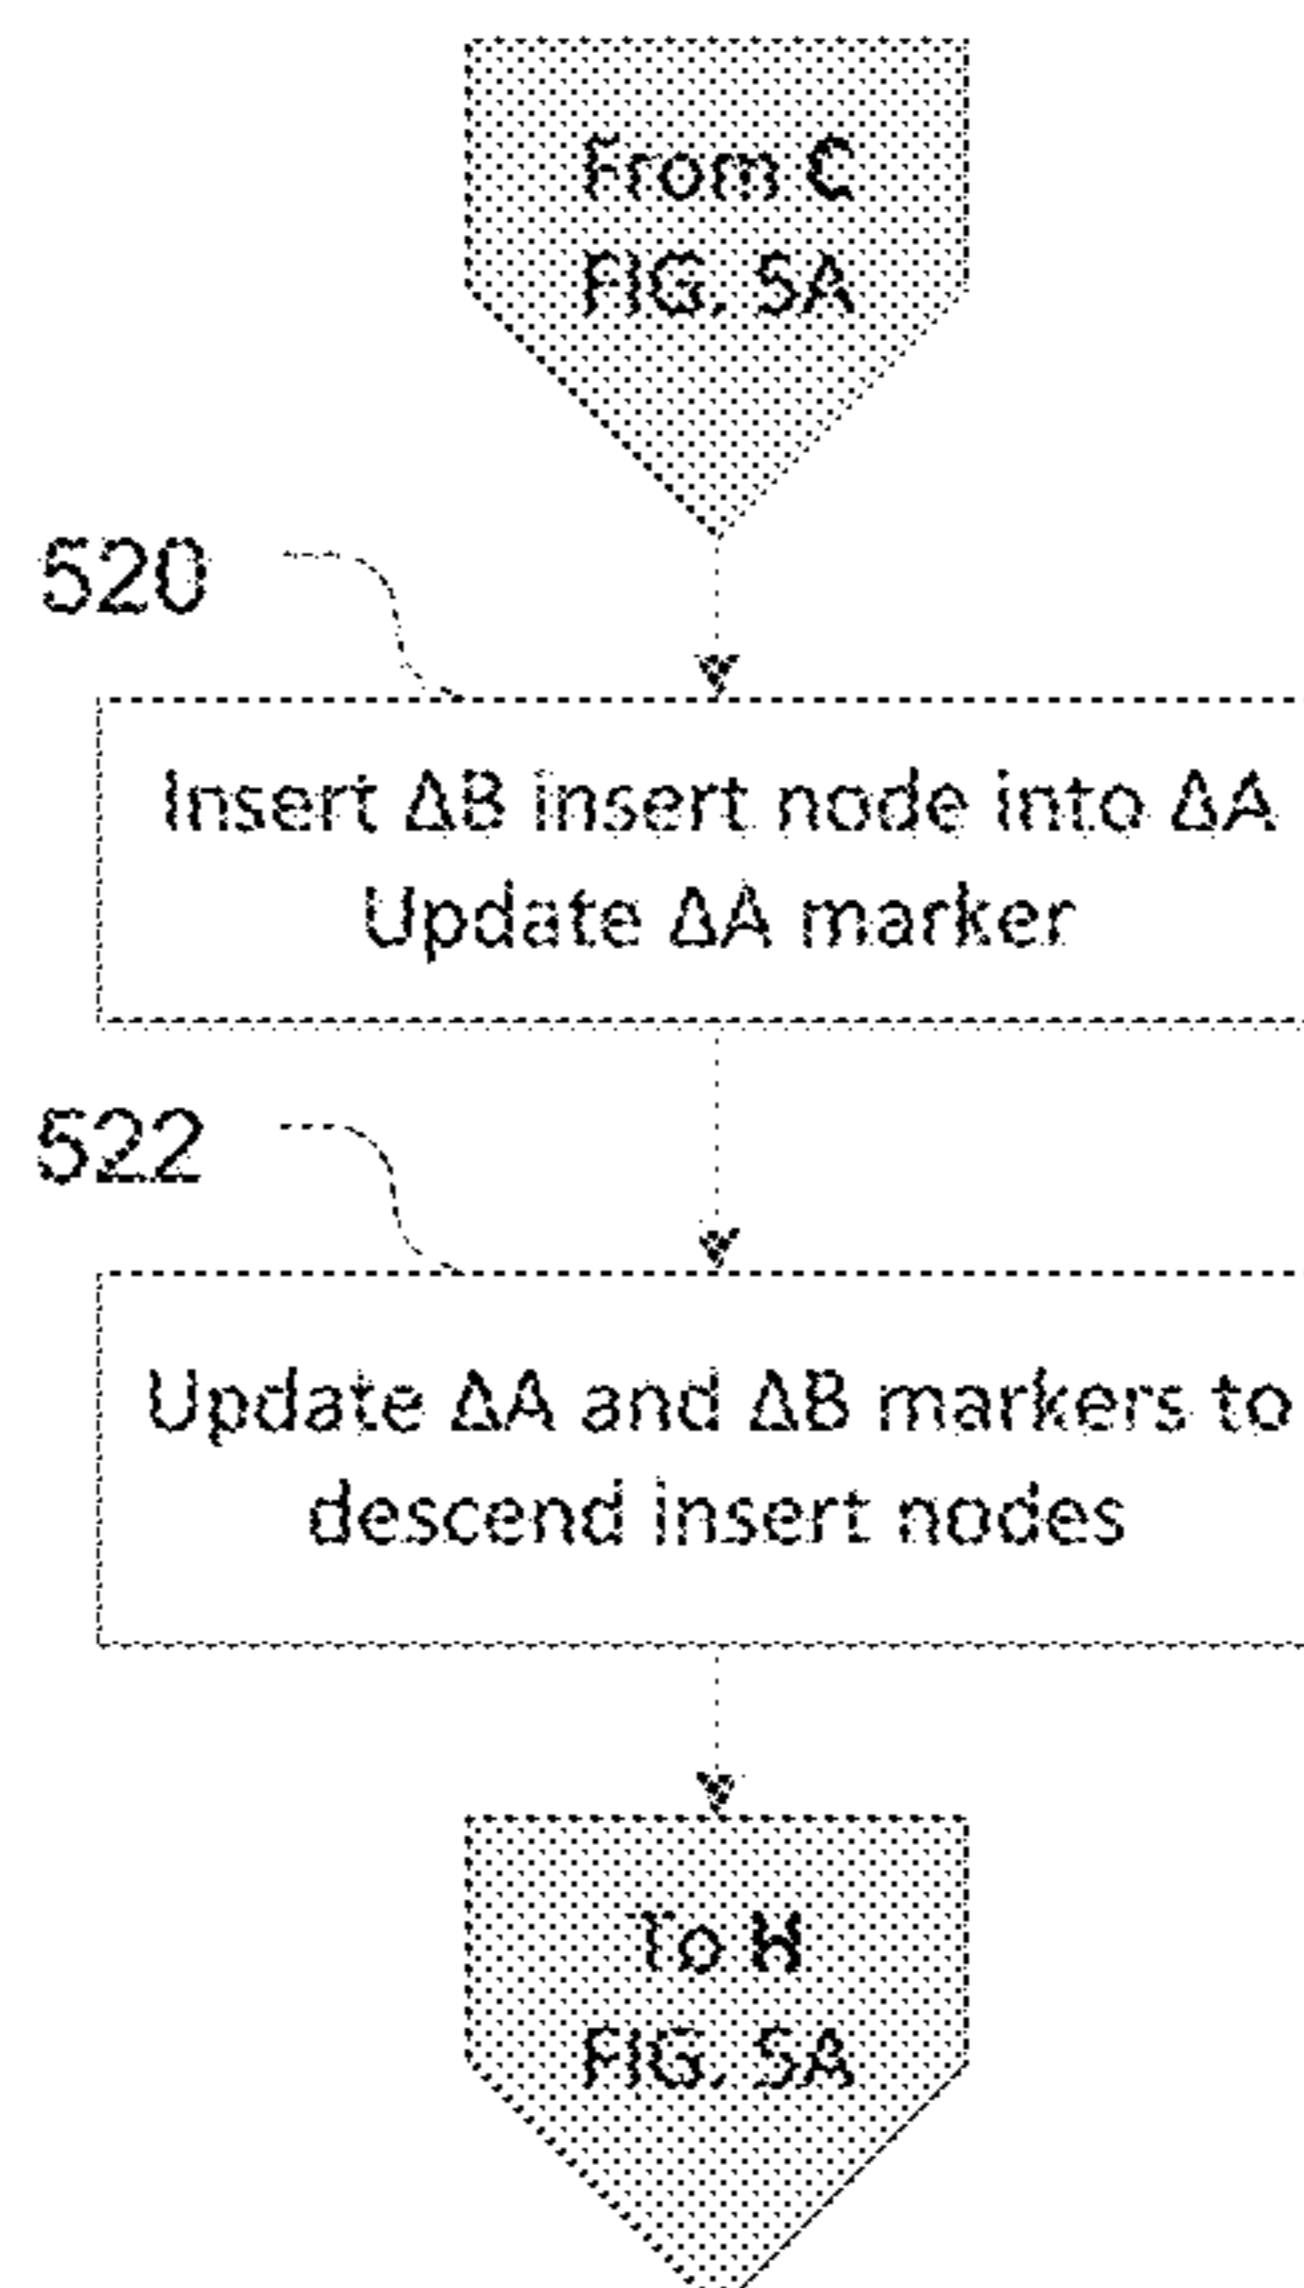 From C
FIG. 5A
520
Insert ΔB insert node into ΔA
Update ΔA marker
522
Update ΔA and ΔB markers to
descend insert nodes
To H
FIG. 5A